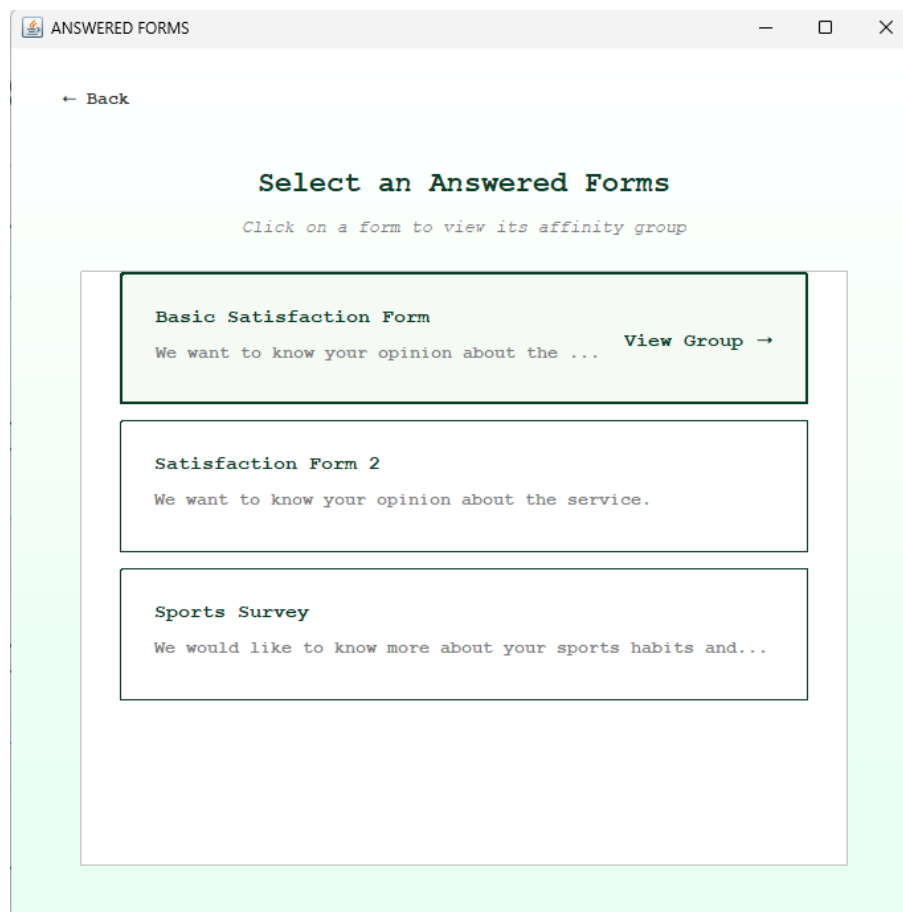 ANSWERED FORMS
← Back
Select an Answered Forms
Click on a form to view its affinity group
Basic Satisfaction Form
We want to know your opinion about the ...
View Group →
Satisfaction Form 2
We want to know your opinion about the service.
Sports Survey
We would like to know more about your sports habits and...